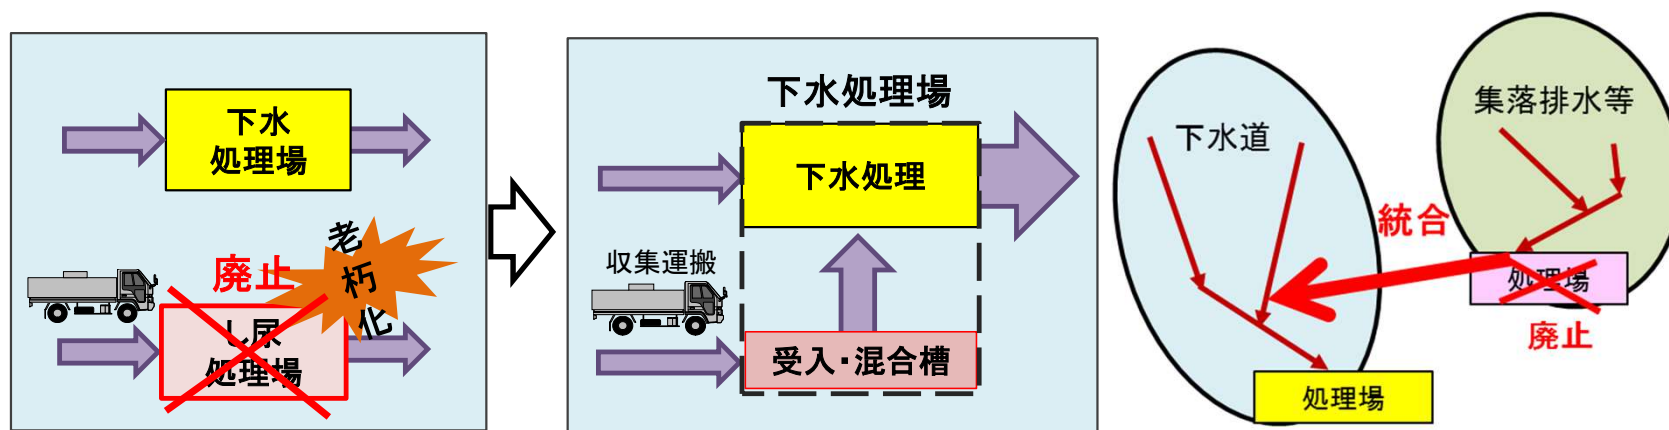 下水
処理場
廃止
老朽化
し尿
処理場
下水処理場
下水処理
収集運搬
受入・混合槽
下水道
集落排水等
統合
処理場
廃止
処理場